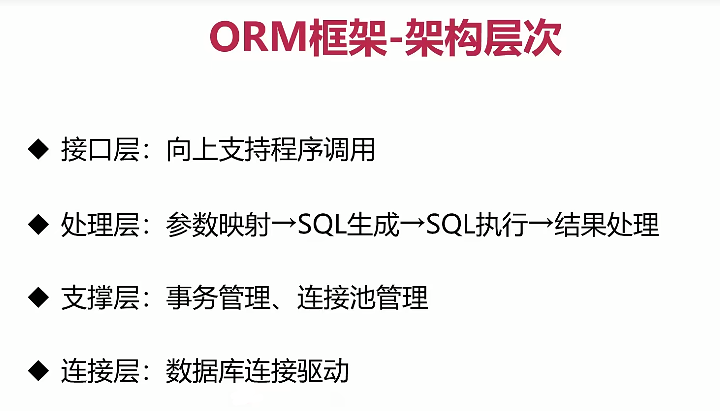 ORM框架-架构层次
◆ 接口层：向上支持程序调用
◆ 处理层：参数映射→SQL生成→SQL执行→结果处理
◆ 支撑层：事务管理、连接池管理
◆ 连接层：数据库连接驱动